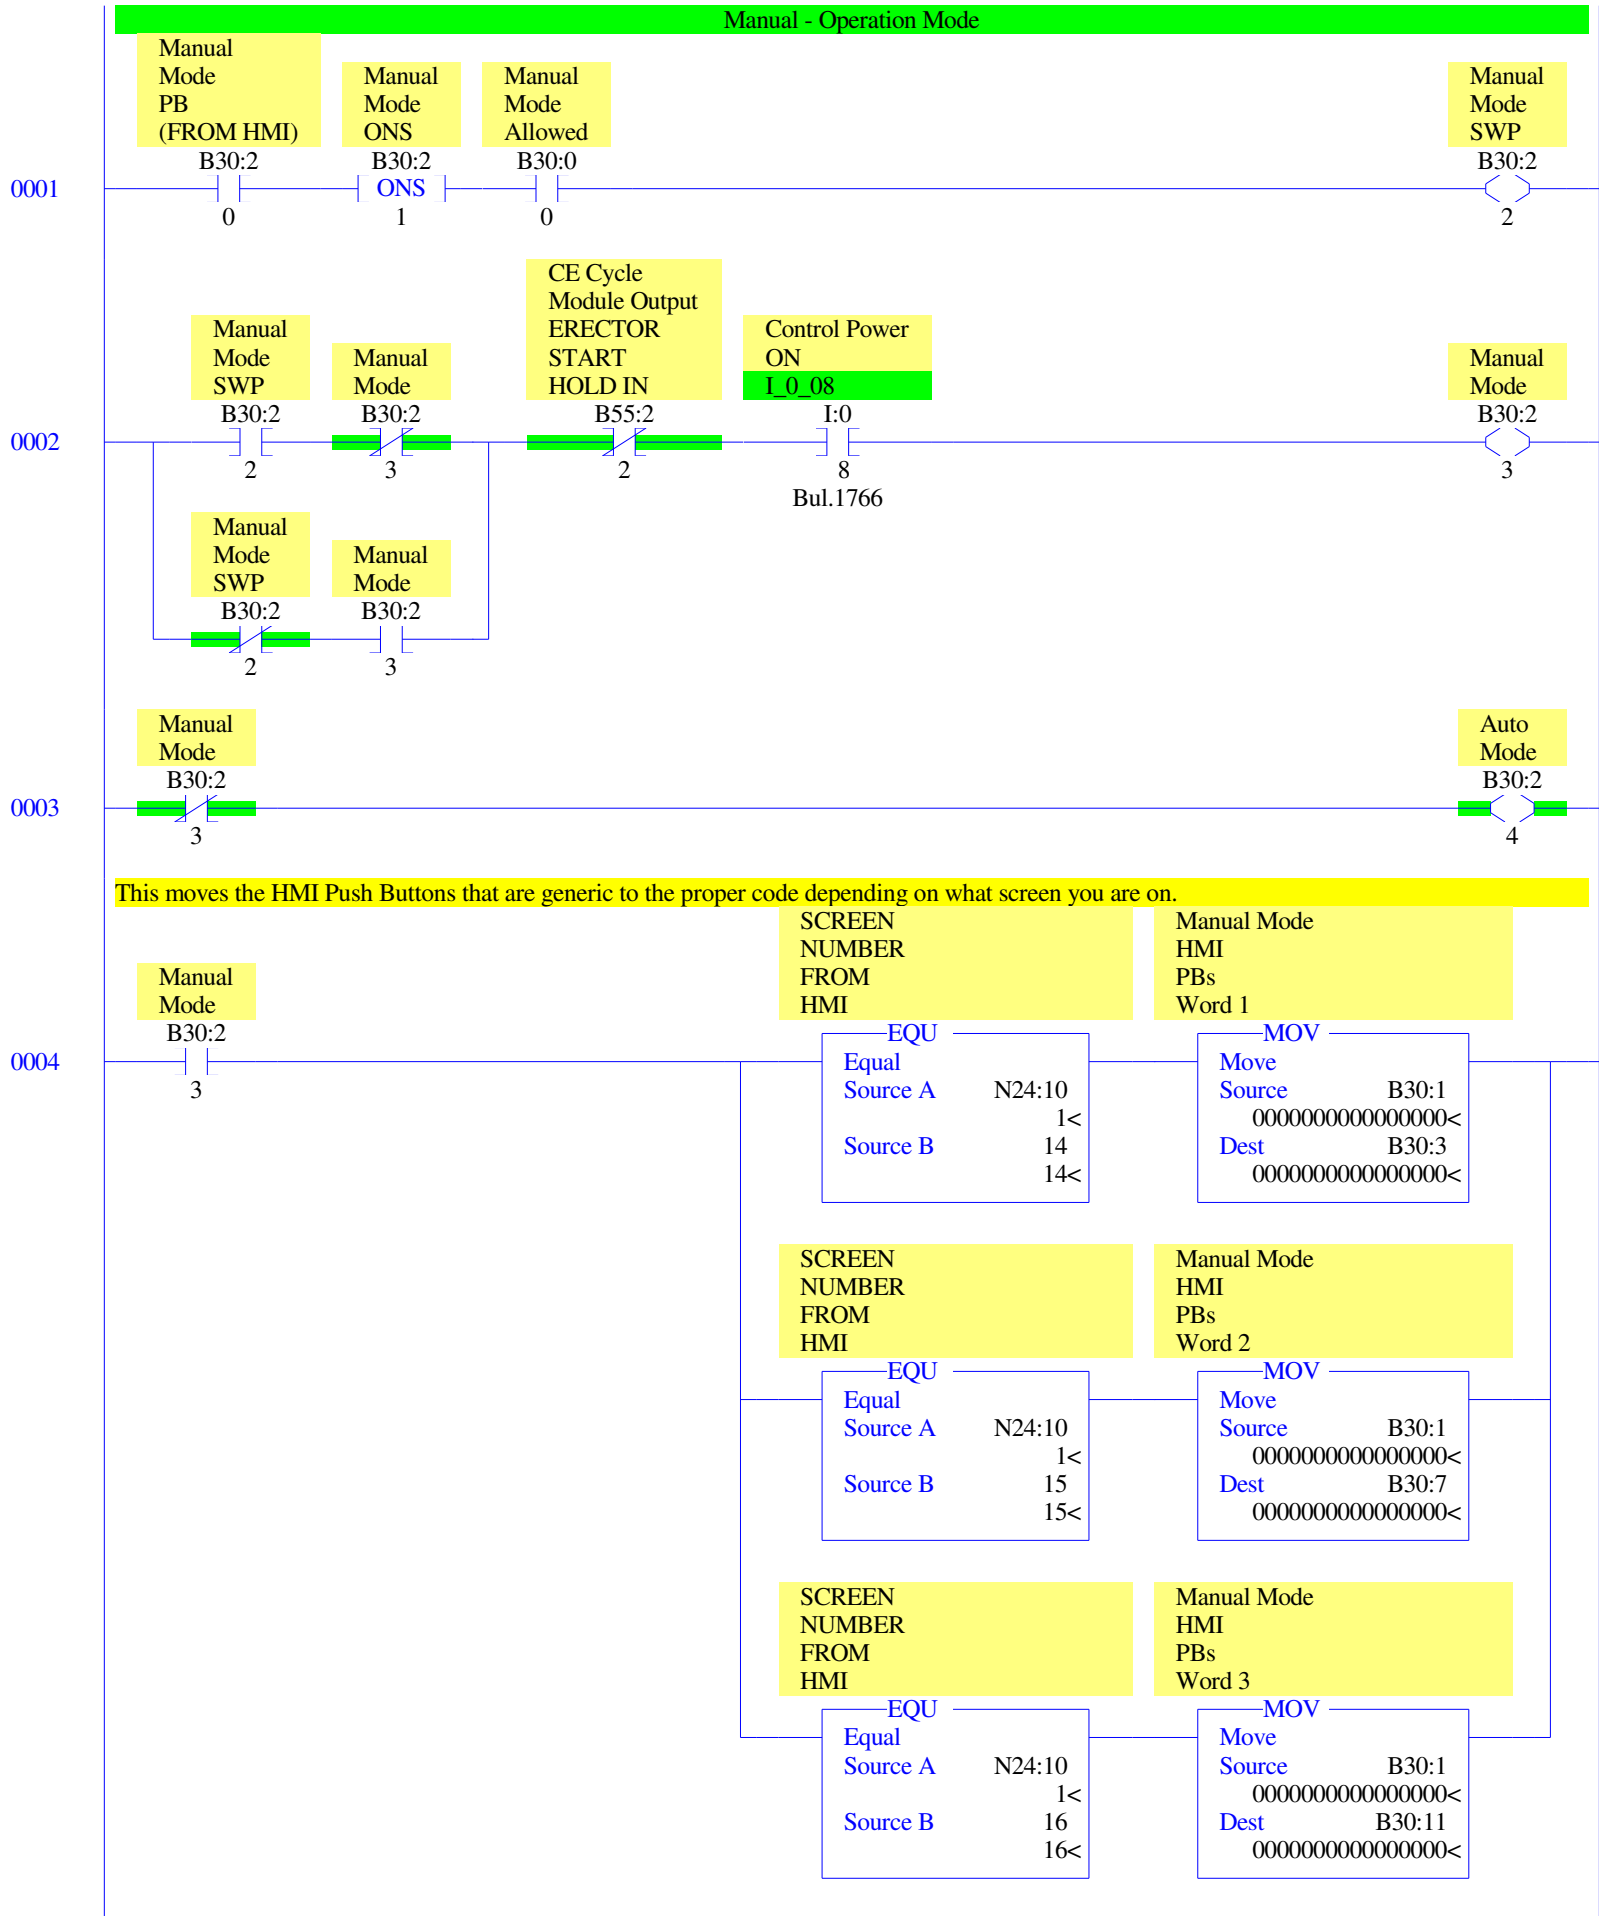 Manual - Operation Mode
Manual
Mode
PB
(FROM HMI)
B30:2
0
Manual
Mode
ONS
B30:2
ONS
1
Manual
Mode
Allowed
B30:0
0
Manual
Mode
SWP
B30:2
2
0001
Manual
Mode
SWP
B30:2
2
Manual
Mode
B30:2
3
CE Cycle
Module Output
ERECTOR
START
HOLD IN
B55:2
2
Control Power
ON
I_0_08
I:0
8
Bul.1766
Manual
Mode
B30:2
3
0002
Manual
Mode
SWP
B30:2
2
Manual
Mode
B30:2
3
Manual
Mode
B30:2
3
Auto
Mode
B30:2
4
0003
This moves the HMI Push Buttons that are generic to the proper code depending on what screen you are on.
Manual
Mode
B30:2
3
0004
SCREEN
NUMBER
FROM
HMI
EQU
Equal
Source A N24:10
1<
Source B 14
14<
Manual Mode
HMI
PBs
Word 1
MOV
Move
Source B30:1
0000000000000000<
Dest B30:3
0000000000000000<
SCREEN
NUMBER
FROM
HMI
EQU
Equal
Source A N24:10
1<
Source B 15
15<
Manual Mode
HMI
PBs
Word 2
MOV
Move
Source B30:1
0000000000000000<
Dest B30:7
0000000000000000<
SCREEN
NUMBER
FROM
HMI
EQU
Equal
Source A N24:10
1<
Source B 16
16<
Manual Mode
HMI
PBs
Word 3
MOV
Move
Source B30:1
0000000000000000<
Dest B30:11
0000000000000000<